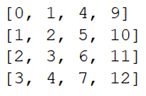 [0, 1, 4, 9]
[1, 2, 5, 10]
[2, 3, 6, 11]
[3, 4, 7, 12]